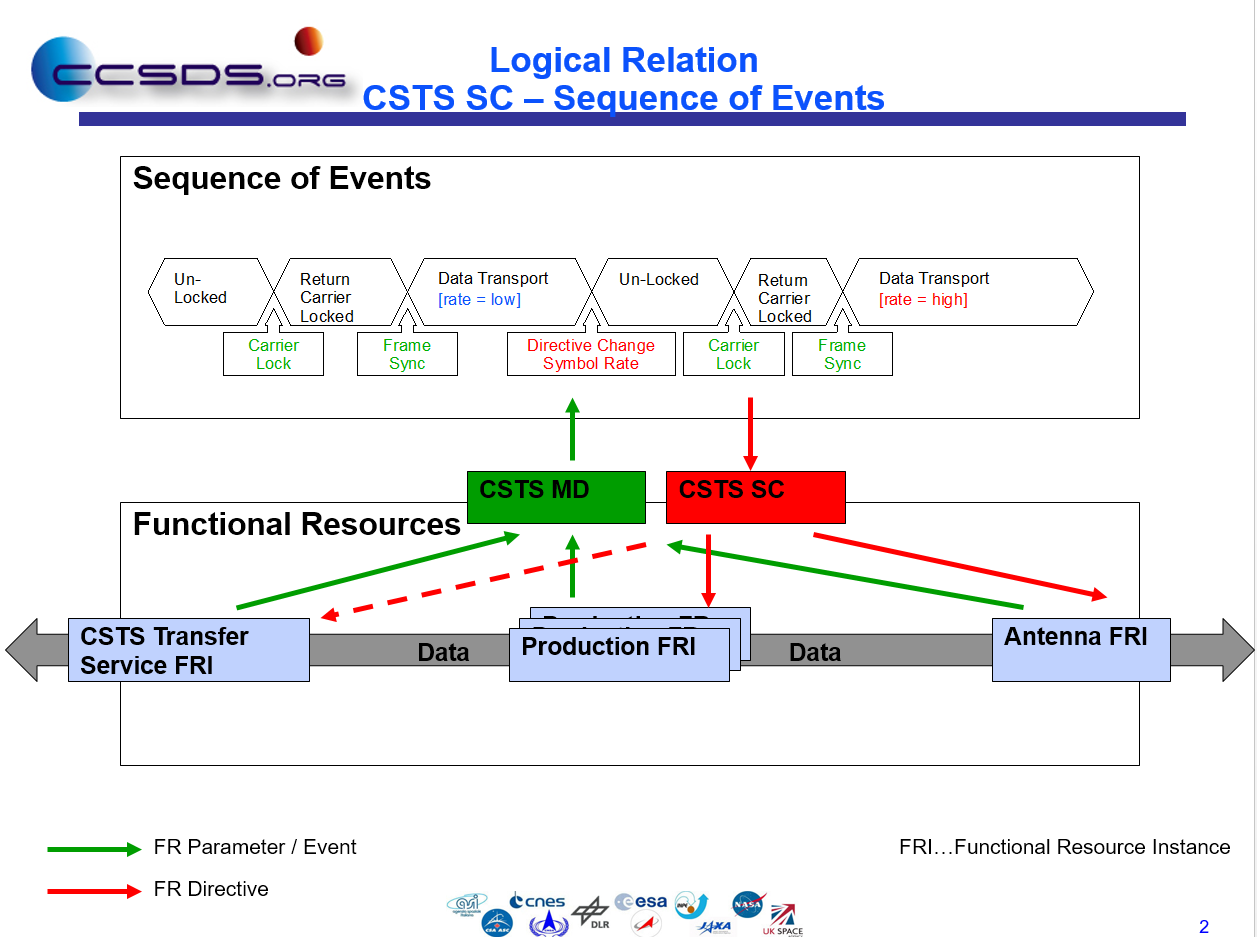 CCSDS.ORG
Logical Relation
CSTS SC – Sequence of Events
Sequence of Events
Un-
Locked
Return
Carrier
Locked
Data Transport
[rate = low]
Un-Locked
Return
Carrier
Locked
Data Transport
[rate = high]
Carrier
Lock
Frame
Sync
Directive Change
Symbol Rate
Carrier
Lock
Frame
Sync
CSTS MD
CSTS SC
Functional Resources
CSTS Transfer
Service FRI
Data
Production FRI
Data
Antenna FRI
FR Parameter / Event
FRI…Functional Resource Instance
FR Directive
asi
cnes
DLR
esa
JAXA
NASA
UK SPACE
2